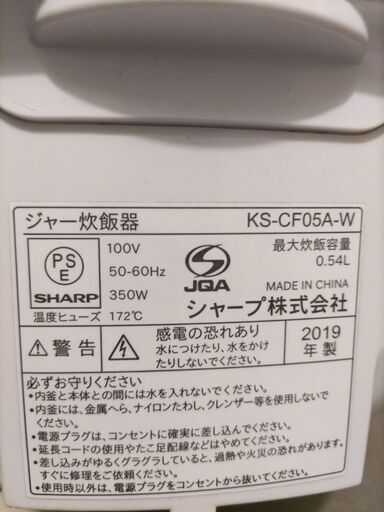 ジャー炊飯器 KS-CF05A-W
PS
E
SHARP
100V
50-60Hz
350W
温度ヒューズ 172℃
JQA
最大炊飯容量
0.54L
MADE IN CHINA
シャープ株式会社
警告
感電の恐れあり
水につけたり、水をかけ
たりしないでください。
2019
年製
必ずお守りください
・内釜と本体との間には水を入れないでください。
・内釜には、金属へら、ナイロンたわし、クレンザー等を使用しない
でください。
・電源プラグは、コンセントに確実に差し込んでください。
・延長コードの使用やたこ足配線などはやめてください。
・差し込みがゆるくグラグラしていると、過熱や火災の恐れがあります。
すぐに修理をご依頼ください。
・使用時以外は、電源プラグをコンセントから抜いてください